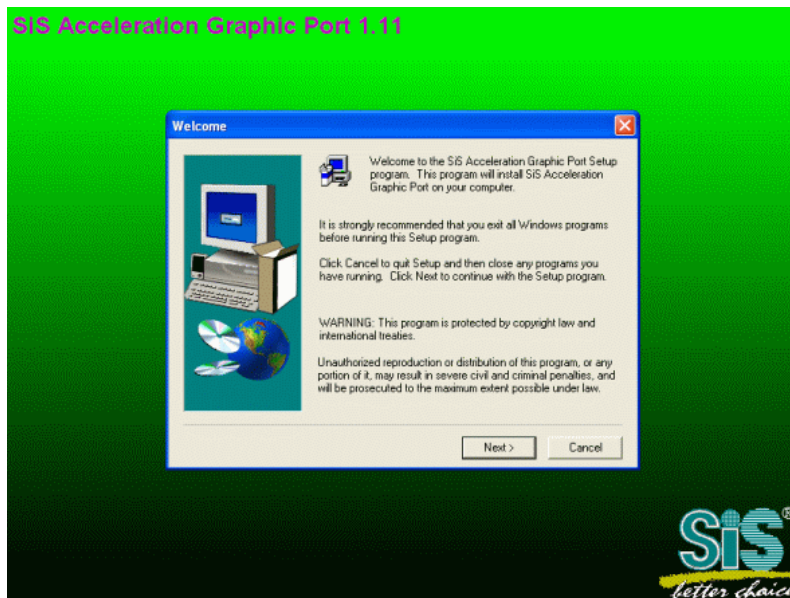 SiS Acceleration Graphic Port 1.11
Welcome
Welcome to the SiS Acceleration Graphic Port Setup
program. This program will install SiS Acceleration
Graphic Port on your computer.
It is strongly recommended that you exit all Windows programs
before running this Setup program.
Click Cancel to quit Setup and then close any programs you
have running. Click Next to continue with the Setup program.
WARNING: This program is protected by copyright law and
international treaties.
Unauthorized reproduction or distribution of this program, or any
portion of it, may result in severe civil and criminal penalties, and
will be prosecuted to the maximum extent possible under law.
Next >
Cancel
SiS®
better choice